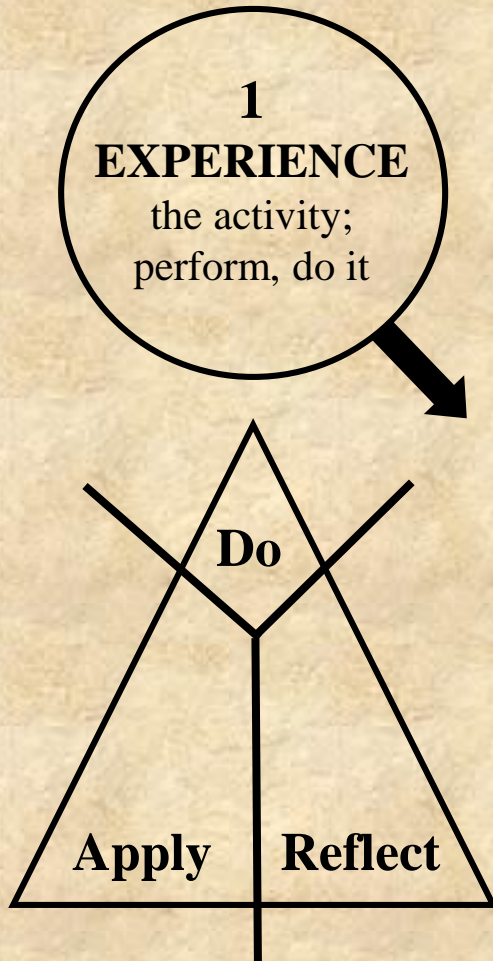 1
EXPERIENCE
the activity;
perform, do it
Do
Apply Reflect